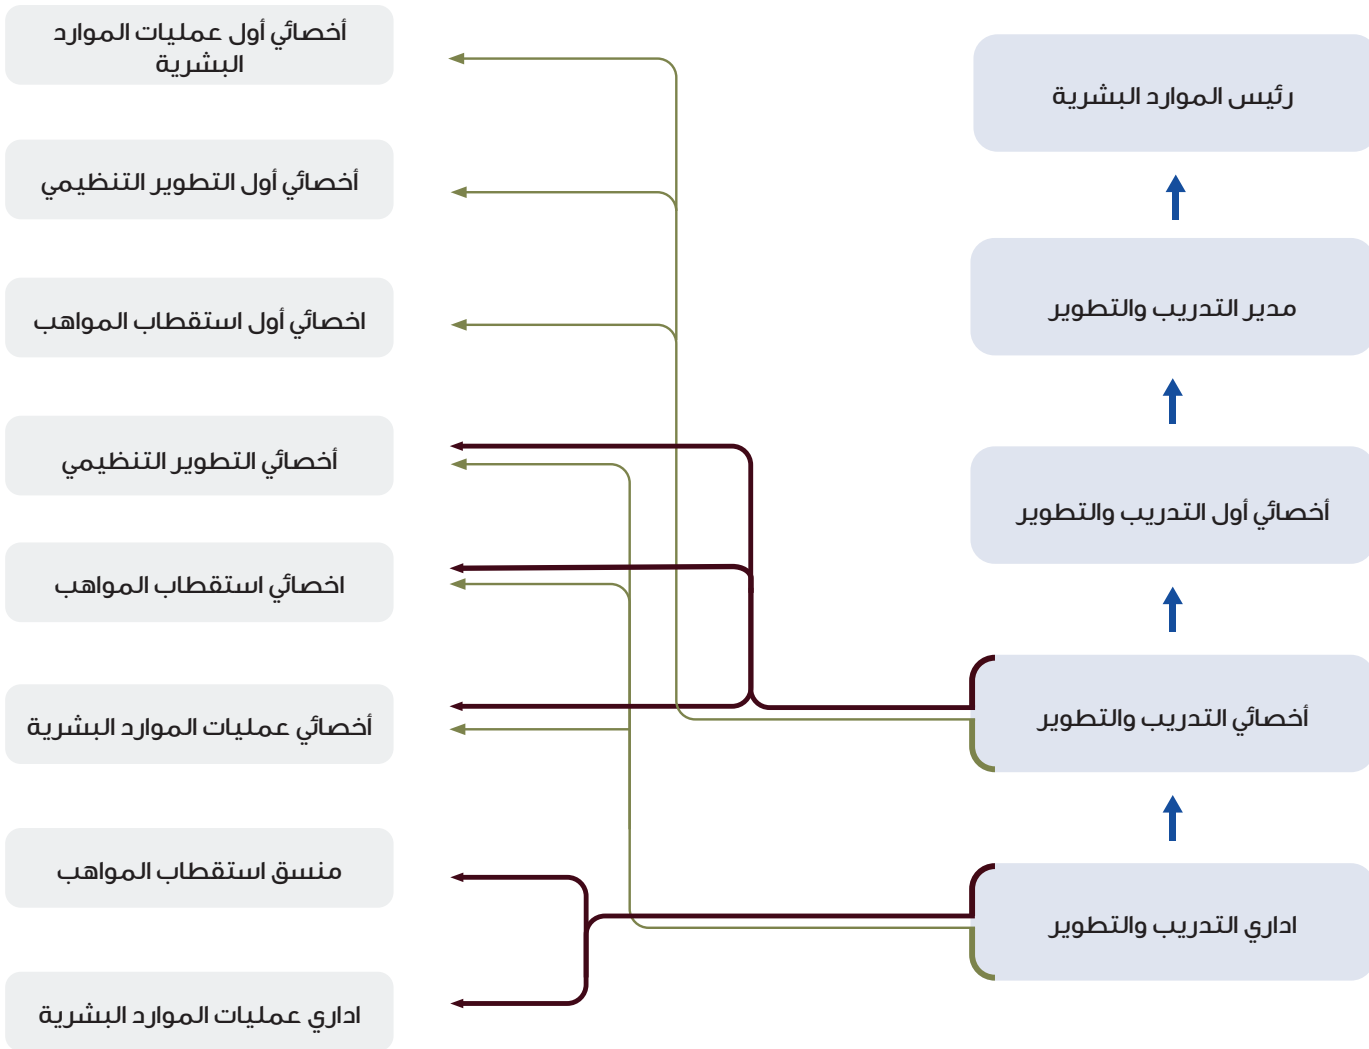 رئيس الموارد البشرية
مدير التدريب والتطوير
أخصائي أول التدريب والتطوير
أخصائي التدريب والتطوير
اداري التدريب والتطوير
أخصائي أول عمليات الموارد
البشرية
أخصائي أول التطوير التنظيمي
اخصائي أول استقطاب المواهب
أخصائي التطوير التنظيمي
اخصائي استقطاب المواهب
أخصائي عمليات الموارد البشرية
منسق استقطاب المواهب
اداري عمليات الموارد البشرية